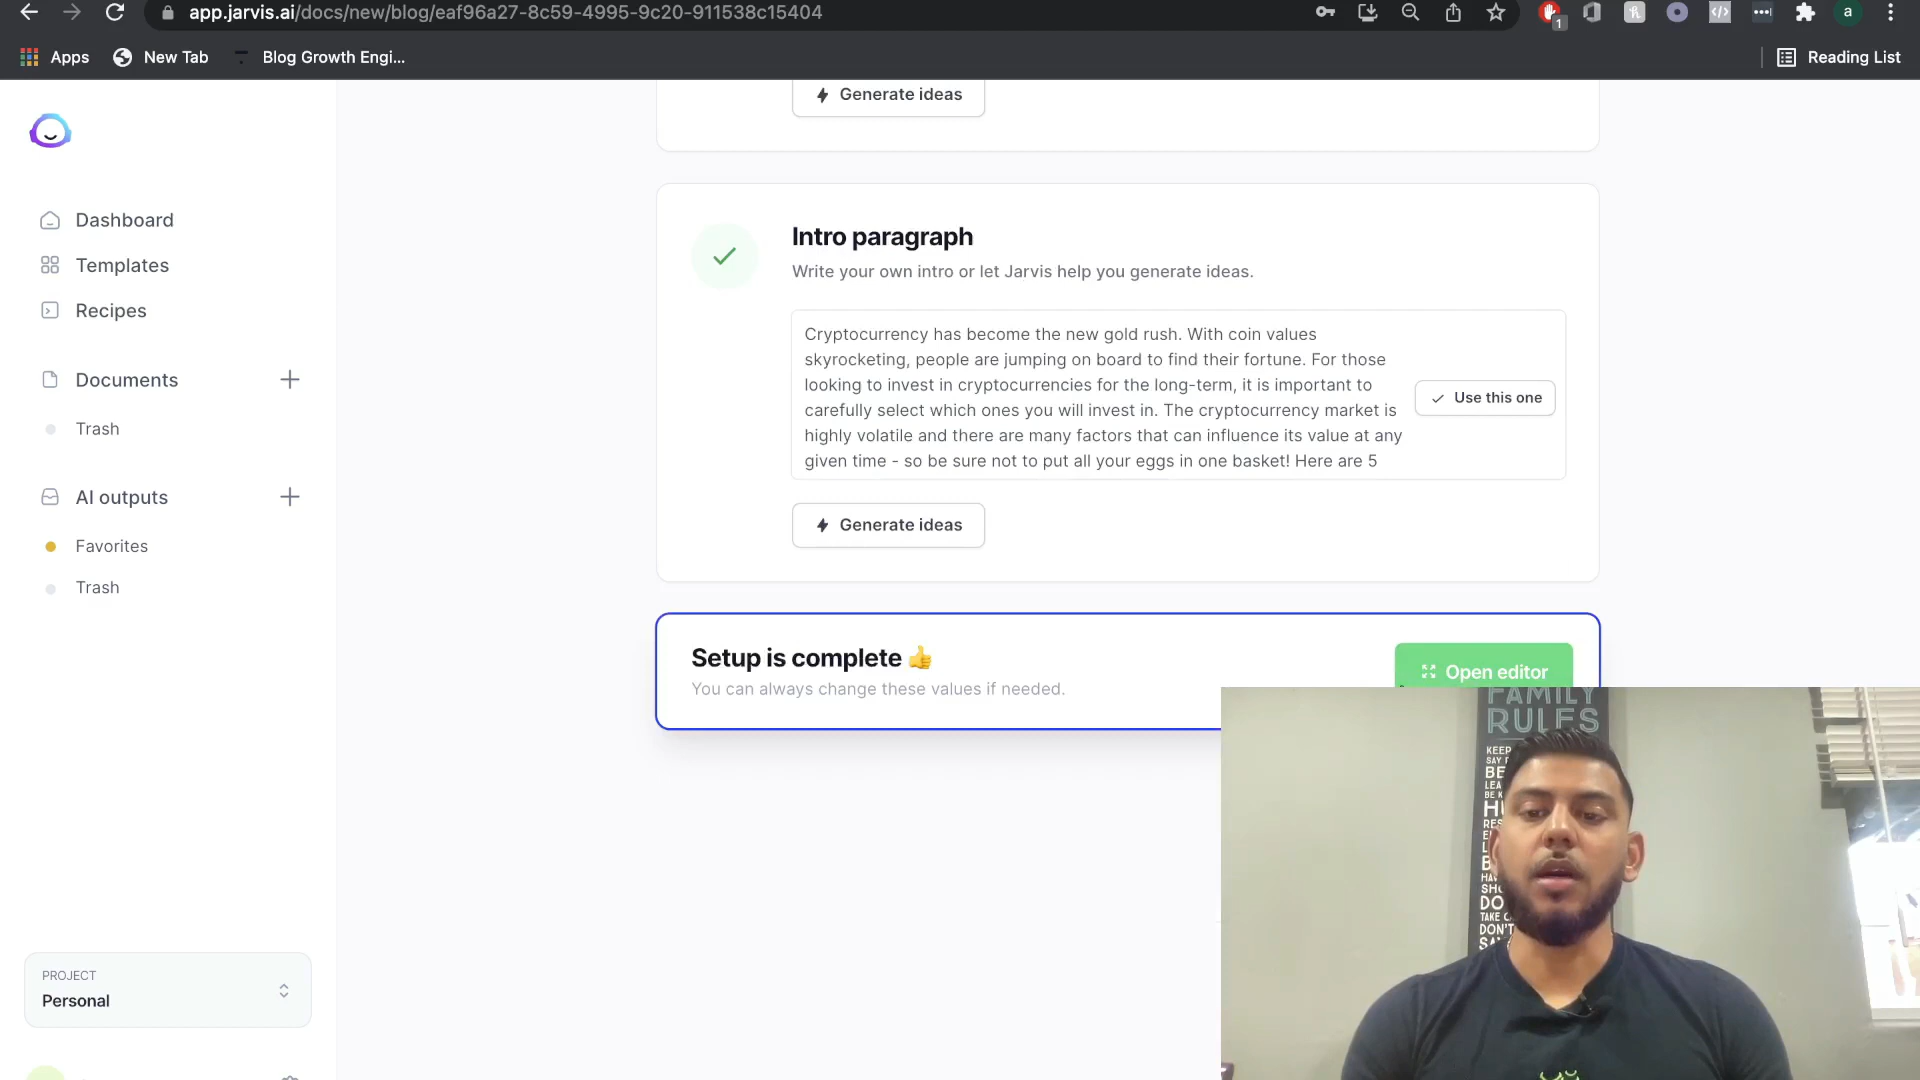 app.jarvis.ai/docs/new/blog/eaf96a27-8c59-4995-9c20-911538c15404
1
a
Apps
New Tab
Blog Growth Engi...
Reading List
Generate ideas
Dashboard
Templates
Recipes
Documents
Trash
AI outputs
Favorites
Trash
Intro paragraph
Write your own intro or let Jarvis help you generate ideas.
Cryptocurrency has become the new gold rush. With coin values
skyrocketing, people are jumping on board to find their fortune. For those
looking to invest in cryptocurrencies for the long-term, it is important to
carefully select which ones you will invest in. The cryptocurrency market is
highly volatile and there are many factors that can influence its value at any
given time - so be sure not to put all your eggs in one basket! Here are 5
Use this one
Generate ideas
Setup is complete 👍
You can always change these values if needed.
Open editor
PROJECT
Personal
FAMILY
RULES
KEEP
SAY
BE
DO
TAKE
DON'T